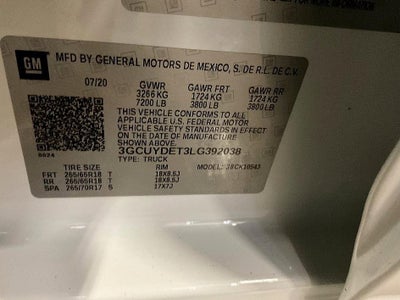 GM
MFD BY GENERAL MOTORS DE MEXICO, S. DE R.L. DE C.V.
07/20 GVWR GAWR FRT GAWR RR
3266 KG 1724 KG 1724 KG
7200 LB 3800 LB 3800 LB
THIS VEHICLE CONFORMS TO ALL
APPLICABLE U.S. FEDERAL MOTOR
VEHICLE SAFETY STANDARDS IN EFFECT
ON THE DATE OF MANUFACTURE SHOWN ABOVE.
3GCUYDET3LG392038
8824 TYPE: TRUCK MODEL: CK10543
TIRE SIZE RIM
FRT 265/65R18 T 18X8.5J
RR 265/65R18 T 18X8.5J
SPA 265/70R17 S 17X7J